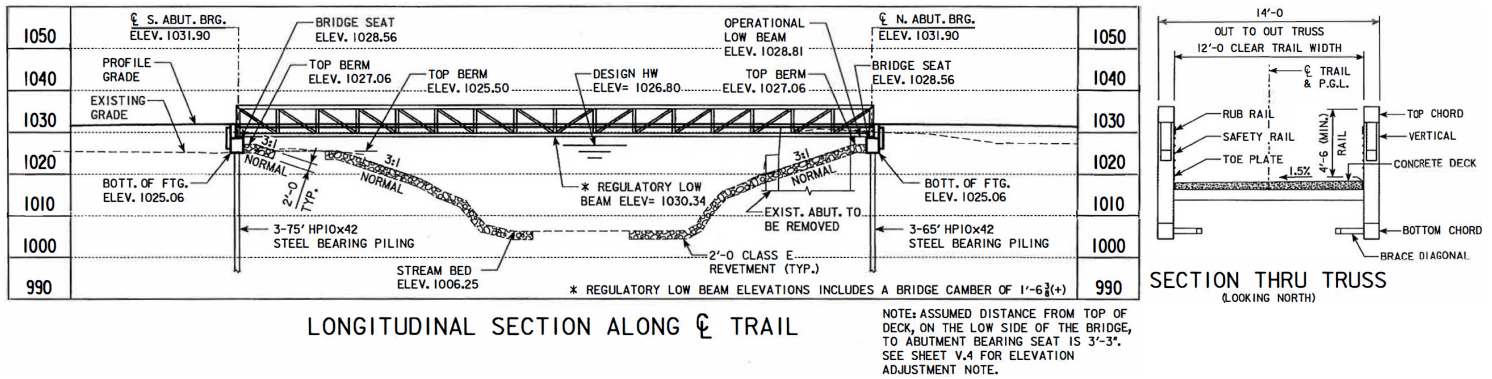 ℄ S. ABUT. BRG.
ELEV. 1031.90
BRIDGE SEAT
ELEV. 1028.56
OPERATIONAL
LOW BEAM
ELEV. 1028.81
℄ N. ABUT. BRG.
ELEV. 1031.90
1050
1050
PROFILE
GRADE
TOP BERM
ELEV. 1027.06
TOP BERM
ELEV. 1025.50
DESIGN HW
ELEV= 1026.80
TOP BERM
ELEV. 1027.06
BRIDGE SEAT
ELEV. 1028.56
1040
1040
EXISTING
GRADE
1030
1030
3:1
NORMAL
3:1
NORMAL
3:1
NORMAL
1020
1020
2'-0
TYP.
BOTT. OF FTG.
ELEV. 1025.06
* REGULATORY LOW
BEAM ELEV= 1030.34
BOTT. OF FTG.
ELEV. 1025.06
1010
1010
EXIST. ABUT. TO
BE REMOVED
3-75' HP10x42
STEEL BEARING PILING
3-65' HP10x42
STEEL BEARING PILING
1000
1000
STREAM BED
ELEV. 1006.25
2'-0 CLASS E
REVETMENT (TYP.)
990
990
* REGULATORY LOW BEAM ELEVATIONS INCLUDES A BRIDGE CAMBER OF 1'-6⅜(+)
LONGITUDINAL SECTION ALONG ℄ TRAIL
NOTE: ASSUMED DISTANCE FROM TOP OF
DECK, ON THE LOW SIDE OF THE BRIDGE,
TO ABUTMENT BEARING SEAT IS 3'-3".
SEE SHEET V.4 FOR ELEVATION
ADJUSTMENT NOTE.
14'-0
OUT TO OUT TRUSS
12'-0 CLEAR TRAIL WIDTH
℄ TRAIL
& P.G.L.
RUB RAIL
SAFETY RAIL
TOE PLATE
4'-6 (MIN.)
RAIL
1.5%
TOP CHORD
VERTICAL
CONCRETE DECK
BOTTOM CHORD
BRACE DIAGONAL
SECTION THRU TRUSS
(LOOKING NORTH)